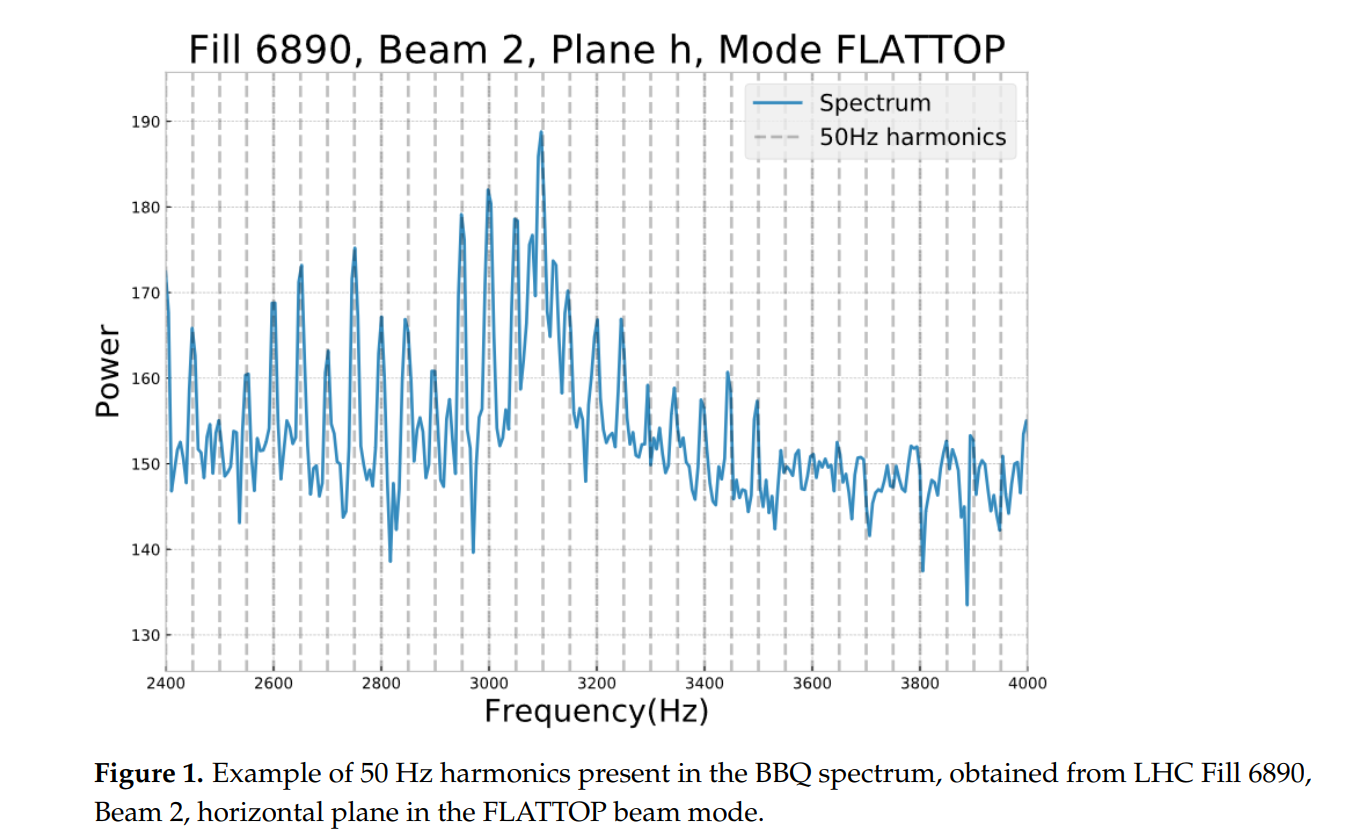 Fill 6890, Beam 2, Plane h, Mode FLATTOP
Spectrum
50Hz harmonics
190
180
170
160
150
140
130
Power
2400 2600 2800 3000 3200 3400 3600 3800 4000
Frequency(Hz)
Figure 1. Example of 50 Hz harmonics present in the BBQ spectrum, obtained from LHC Fill 6890,
Beam 2, horizontal plane in the FLATTOP beam mode.